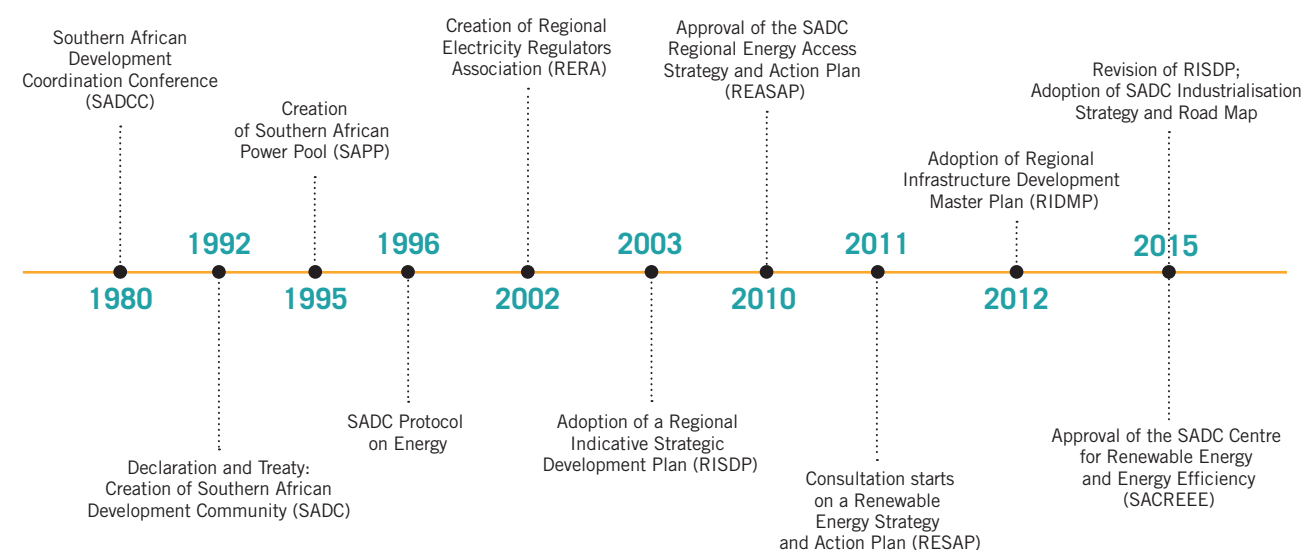 Southern African
Development
Coordination Conference
(SADCC)
1980
1992
Declaration and Treaty:
Creation of Southern African
Development Community (SADC)
Creation
of Southern African
Power Pool (SAPP)
1995
1996
SADC Protocol
on Energy
Creation of Regional
Electricity Regulators
Association (RERA)
2002
2003
Adoption of a Regional
Indicative Strategic
Development Plan (RISDP)
Approval of the SADC
Regional Energy Access
Strategy and Action Plan
(REASAP)
2010
2011
Consultation starts
on a Renewable
Energy Strategy
and Action Plan (RESAP)
Adoption of Regional
Infrastructure Development
Master Plan (RIDMP)
2012
Revision of RISDP;
Adoption of SADC Industrialisation
Strategy and Road Map
2015
Approval of the SADC Centre
for Renewable Energy
and Energy Efficiency
(SACREEE)